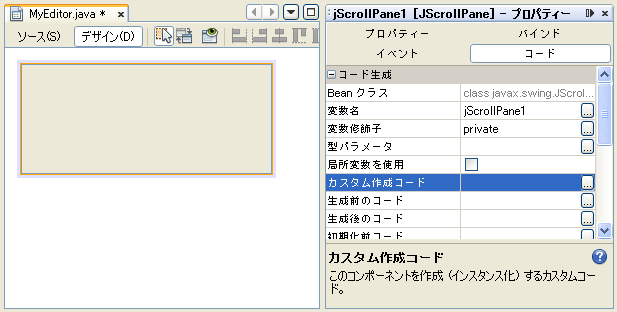 MyEditor.java *
ソース(S) デザイン(D)
jScrollPane1 [JScrollPane] - プロパティー
プロパティー バインド
イベント コード
コード生成
Bean クラス class javax.swing.JScrol...
変数名 jScrollPane1 ...
変数修飾子 private ...
型パラメータ ...
局所変数を使用
カスタム作成コード ...
生成前のコード ...
生成後のコード ...
初期化前コード ...
カスタム作成コード
このコンポーネントを作成 (インスタンス化) するカスタムコー
ド。